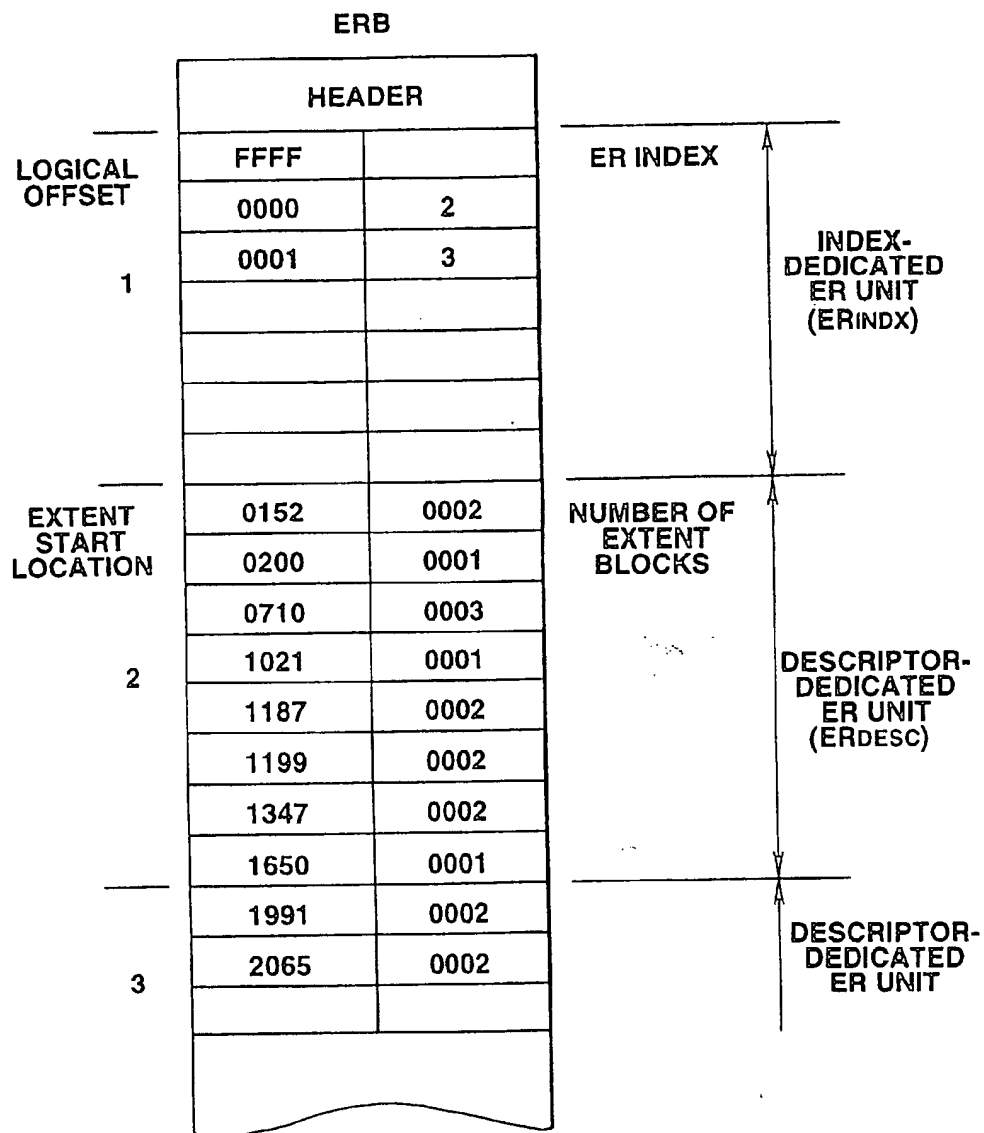 ERB
HEADER
LOGICAL
OFFSET
1
FFFF
ER INDEX
0000 2
0001 3
INDEX-
DEDICATED
ER UNIT
(ERINDX)
EXTENT
START
LOCATION
2
NUMBER OF
EXTENT
BLOCKS
0152 0002
0200 0001
0710 0003
1021 0001
1187 0002
1199 0002
1347 0002
1650 0001
DESCRIPTOR-
DEDICATED
ER UNIT
(ERDESC)
3
1991 0002
2065 0002
DESCRIPTOR-
DEDICATED
ER UNIT